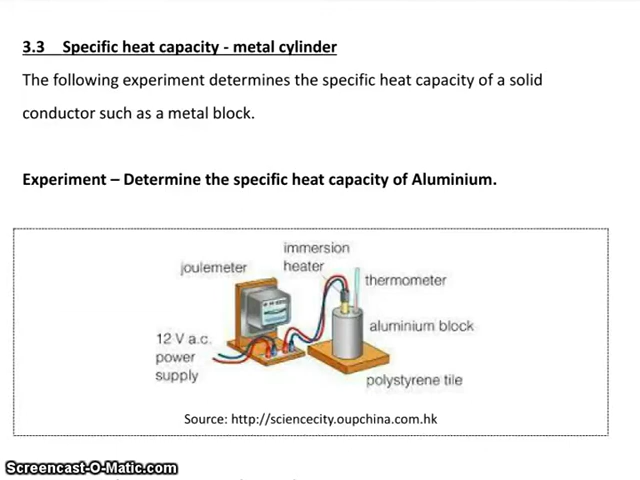 3.3 Specific heat capacity - metal cylinder
The following experiment determines the specific heat capacity of a solid
conductor such as a metal block.
Experiment – Determine the specific heat capacity of Aluminium.
immersion
heater
joulemeter
thermometer
aluminium block
12 V a.c.
power
supply
polystyrene tile
Source: http://sciencecity.oupchina.com.hk
Screencast-O-Matic.com